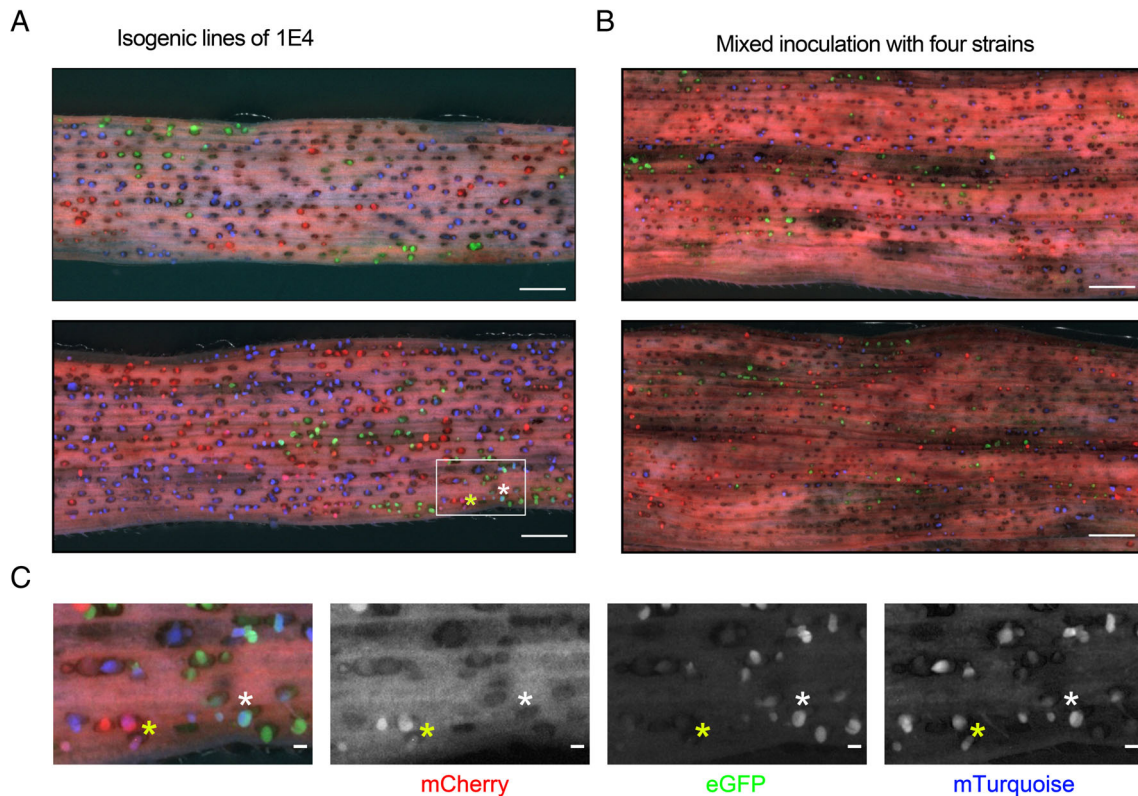 A
Isogenic lines of 1E4
B
Mixed inoculation with four strains
*
*
C
*
*
*
*
*
*
*
*
mCherry
eGFP
mTurquoise